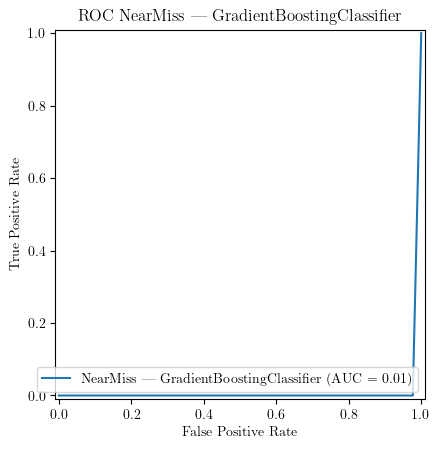 ROC NearMiss — GradientBoostingClassifier
1.0
0.8
0.6
0.4
0.2
0.0
True Positive Rate
NearMiss — GradientBoostingClassifier (AUC = 0.01)
0.0 0.2 0.4 0.6 0.8 1.0
False Positive Rate